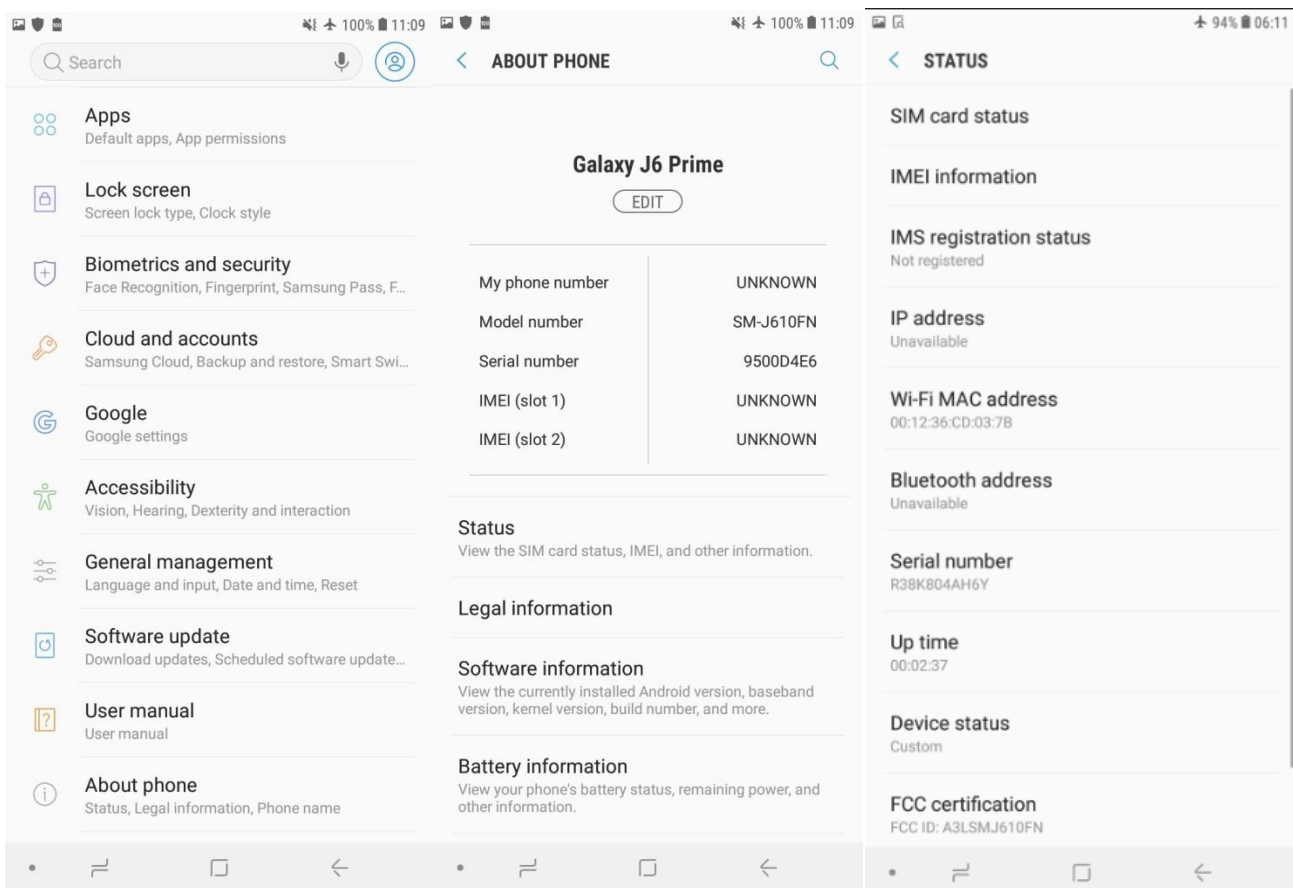 100% 11:09
Search
Apps
Default apps, App permissions
Lock screen
Screen lock type, Clock style
Biometrics and security
Face Recognition, Fingerprint, Samsung Pass, F...
Cloud and accounts
Samsung Cloud, Backup and restore, Smart Swi...
Google
Google settings
Accessibility
Vision, Hearing, Dexterity and interaction
General management
Language and input, Date and time, Reset
Software update
Download updates, Scheduled software update...
User manual
User manual
About phone
Status, Legal information, Phone name
100% 11:09
ABOUT PHONE
Galaxy J6 Prime
EDIT
My phone number UNKNOWN
Model number SM-J610FN
Serial number 9500D4E6
IMEI (slot 1) UNKNOWN
IMEI (slot 2) UNKNOWN
Status
View the SIM card status, IMEI, and other information.
Legal information
Software information
View the currently installed Android version, baseband
version, kernel version, build number, and more.
Battery information
View your phone's battery status, remaining power, and
other information.
94% 06:11
STATUS
SIM card status
IMEI information
IMS registration status
Not registered
IP address
Unavailable
Wi-Fi MAC address
00:12:36:CD:03:7B
Bluetooth address
Unavailable
Serial number
R38K804AH6Y
Up time
00:02:37
Device status
Custom
FCC certification
FCC ID: A3LSMJ610FN